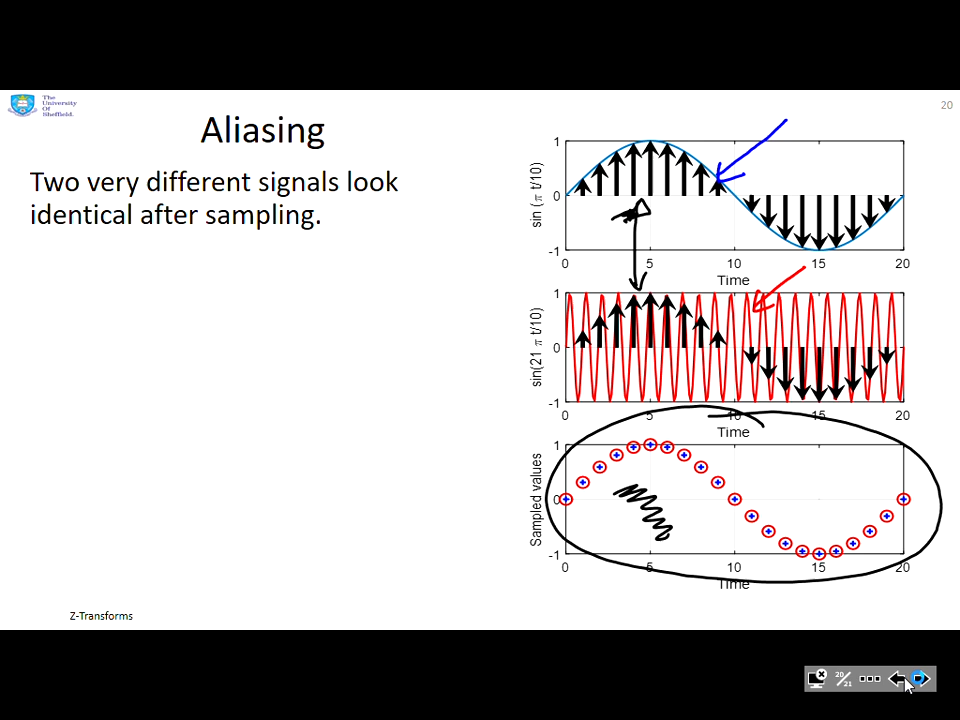 The
University
Of
Sheffield.
20
Aliasing
Two very different signals look
identical after sampling.
sin (π t/10)
1
0
-1
0 5 10 15 20
Time
sin(21 π t/10)
1
0
-1
0 5 10 15 20
Time
Sampled values
1
0
-1
0 5 10 15 20
Time
Z-Transforms
20/21